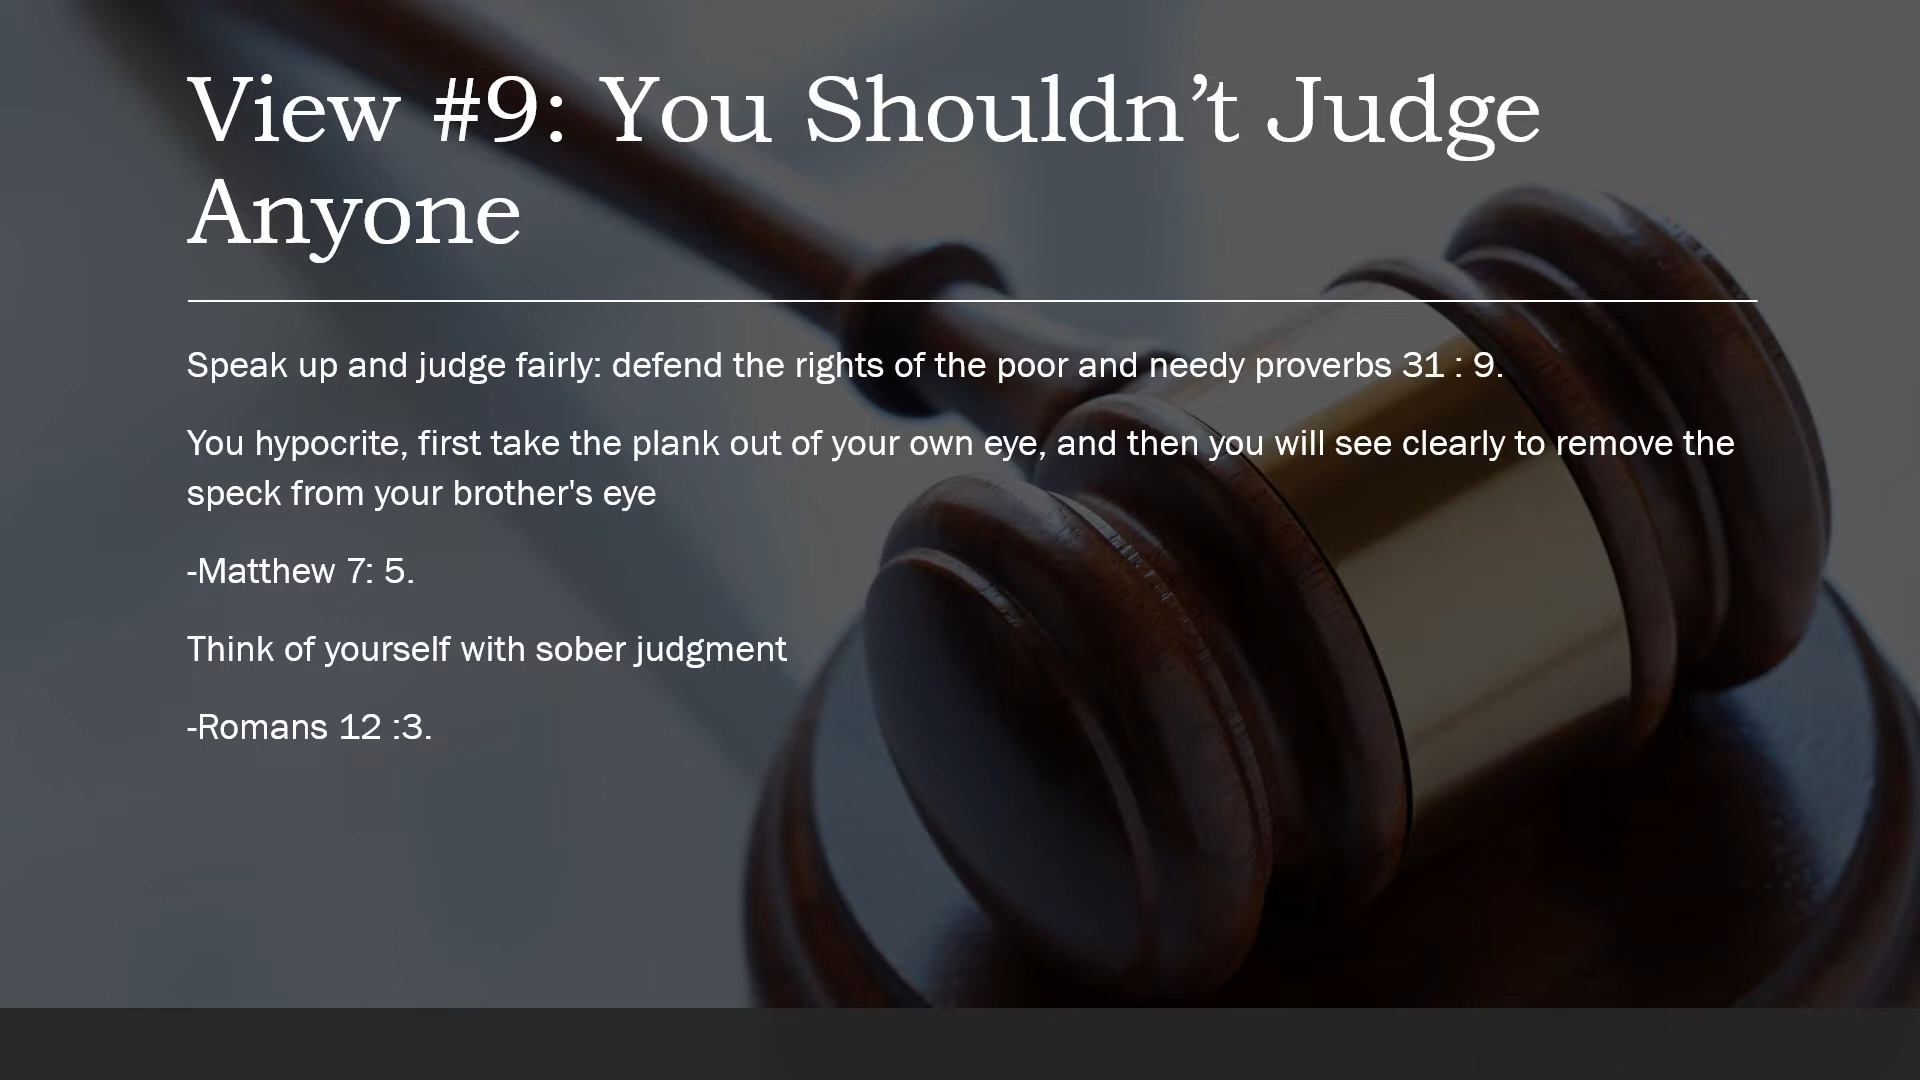 View #9: You Shouldn’t Judge
Anyone
Speak up and judge fairly: defend the rights of the poor and needy proverbs 31 : 9.
You hypocrite, first take the plank out of your own eye, and then you will see clearly to remove the
speck from your brother's eye
-Matthew 7: 5.
Think of yourself with sober judgment
-Romans 12 :3.